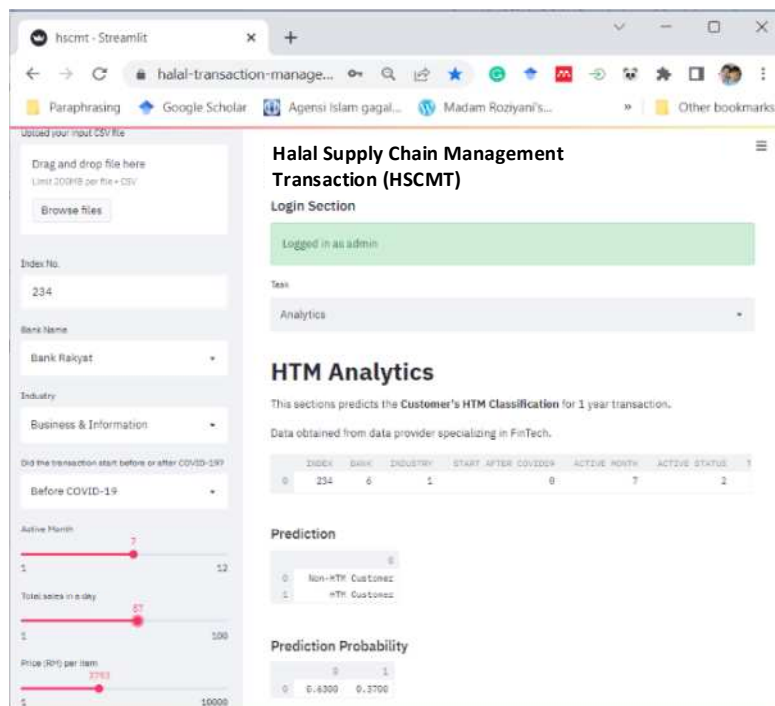 hscmt - Streamlit
halal-transaction-manage...
Paraphrasing
Google Scholar
Agensi Islam gagal...
Madam Roziyani's...
»
Other bookmarks
Upload your input CSV file
Drag and drop file here
Limit 200MB per file • CSV
Browse files
Index No.
234
Bank Name
Bank Rakyat
Industry
Business & Information
Did the transaction start before or after COVID-19?
Before COVID-19
Active Month
7
1 12
Total sales in a day
57
1 100
Price (RM) per item
1 10000
Halal Supply Chain Management
Transaction (HSCMT)
Login Section
Logged in as admin
Task
Analytics
HTM Analytics
This sections predicts the Customer's HTM Classification for 1 year transaction.
Data obtained from data provider specializing in FinTech.
INDEX BANK INDUSTRY START AFTER COVID19 ACTIVE MONTH ACTIVE STATUS T
0 234 6 1 0 7 2
Prediction
0
0 Non-HTM Customer
1 HTM Customer
Prediction Probability
0 1
0 0.6300 0.3700